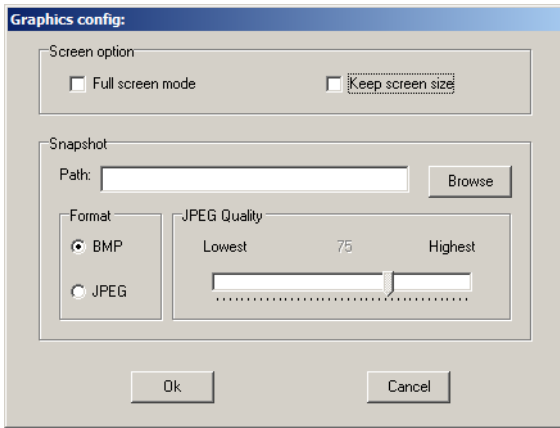 Graphics config:
Screen option
Full screen mode Keep screen size
Snapshot
Path: Browse
Format JPEG Quality
BMP Lowest 75 Highest
JPEG
Ok Cancel